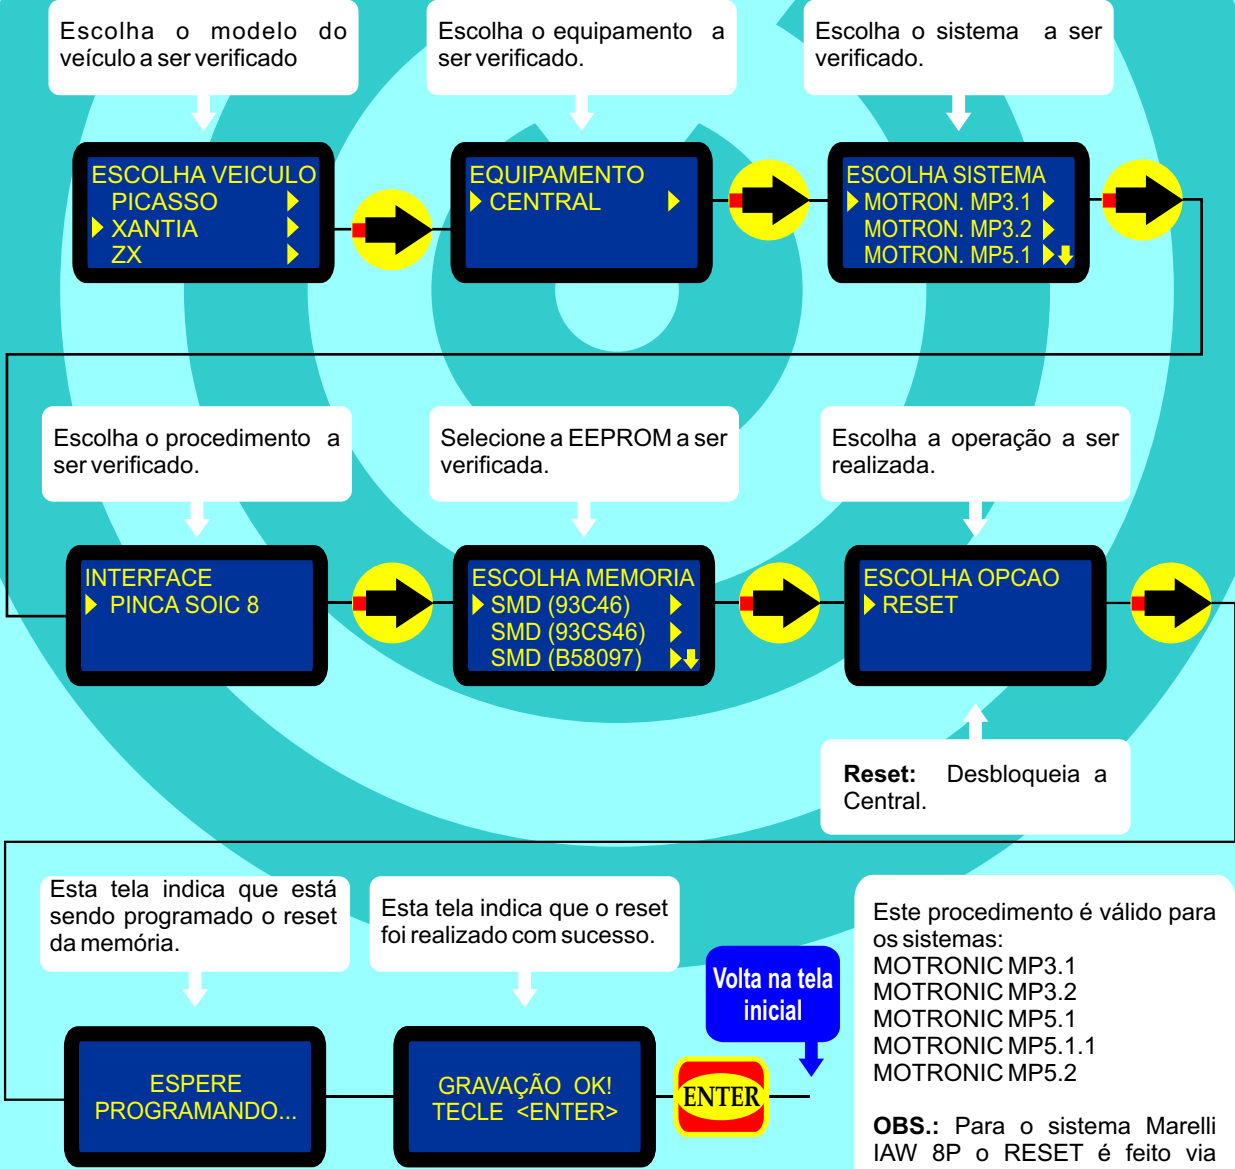 Escolha o modelo do
veículo a ser verificado
Escolha o equipamento a
ser verificado.
Escolha o sistema a ser
verificado.
ESCOLHA VEICULO
PICASSO
XANTIA
ZX
EQUIPAMENTO
CENTRAL
ESCOLHA SISTEMA
MOTRON. MP3.1
MOTRON. MP3.2
MOTRON. MP5.1
Escolha o procedimento a
ser verificado.
Selecione a EEPROM a ser
verificada.
Escolha a operação a ser
realizada.
INTERFACE
PINCA SOIC 8
ESCOLHA MEMORIA
SMD (93C46)
SMD (93CS46)
SMD (B58097)
ESCOLHA OPCAO
RESET
Reset: Desbloqueia a
Central.
Esta tela indica que está
sendo programado o reset
da memória.
Esta tela indica que o reset
foi realizado com sucesso.
Volta na tela
inicial
ESPERE
PROGRAMANDO...
GRAVAÇÃO OK!
TECLE <ENTER>
ENTER
Este procedimento é válido para
os sistemas:
MOTRONIC MP3.1
MOTRONIC MP3.2
MOTRONIC MP5.1
MOTRONIC MP5.1.1
MOTRONIC MP5.2
OBS.: Para o sistema Marelli
IAW 8P o RESET é feito via